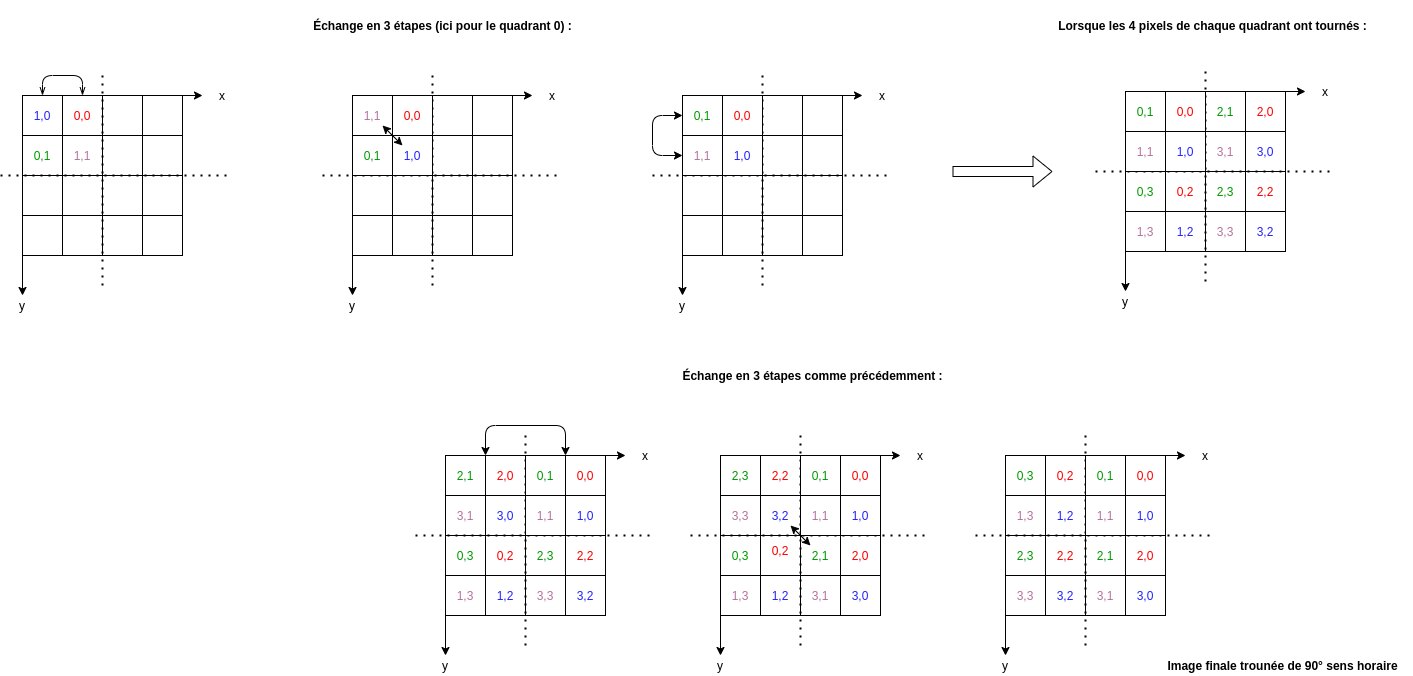 Échange en 3 étapes (ici pour le quadrant 0) :
Lorsque les 4 pixels de chaque quadrant ont tournés :
x
1,0 0,0
0,1 1,1
y
x
1,1 0,0
0,1 1,0
y
x
0,1 0,0
1,1 1,0
y
x
0,1 0,0 2,1 2,0
1,1 1,0 3,1 3,0
0,3 0,2 2,3 2,2
1,3 1,2 3,3 3,2
y
Échange en 3 étapes comme précédemment :
x
2,1 2,0 0,1 0,0
3,1 3,0 1,1 1,0
0,3 0,2 2,3 2,2
1,3 1,2 3,3 3,2
y
x
2,3 2,2 0,1 0,0
3,3 3,2 1,1 1,0
0,3 0,2 2,1 2,0
1,3 1,2 3,1 3,0
y
x
0,3 0,2 0,1 0,0
1,3 1,2 1,1 1,0
2,3 2,2 2,1 2,0
3,3 3,2 3,1 3,0
y
Image finale trounée de 90° sens horaire